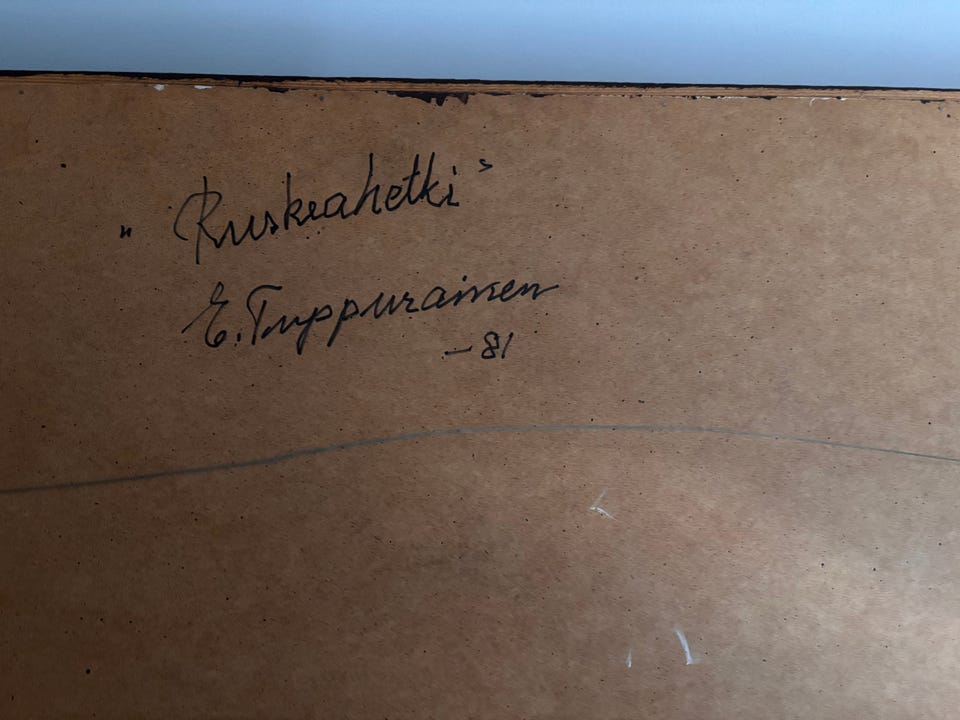 "Ruskeahetki"
E. Tuppurainen
- 81